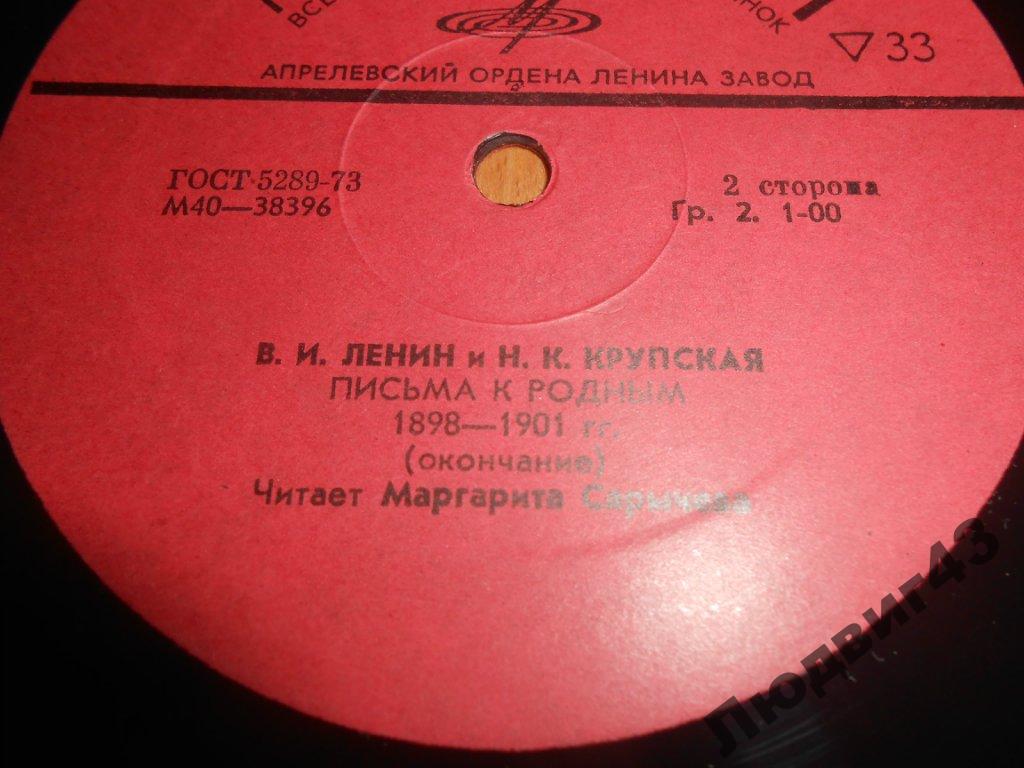 ▽ 33
АПРЕЛЕВСКИЙ ОРДЕНА ЛЕНИНА ЗАВОД
ГОСТ 5289-73
М40—38396
2 сторона
Гр. 2. 1-00
В. И. ЛЕНИН и Н. К. КРУПСКАЯ
ПИСЬМА К РОДНЫМ
1898—1901 гг.
(окончание)
Читает Маргарита Сарычева
Людвиг43